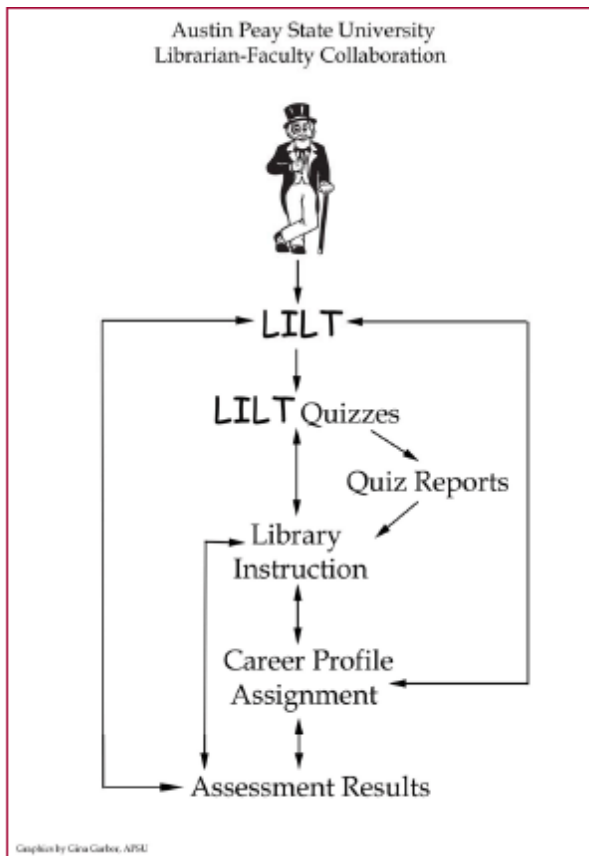 Austin Peay State University
Librarian-Faculty Collaboration
LILT
LILT Quizzes
Quiz Reports
Library
Instruction
Career Profile
Assignment
Assessment Results
Graphics by Gina Garber, APSU